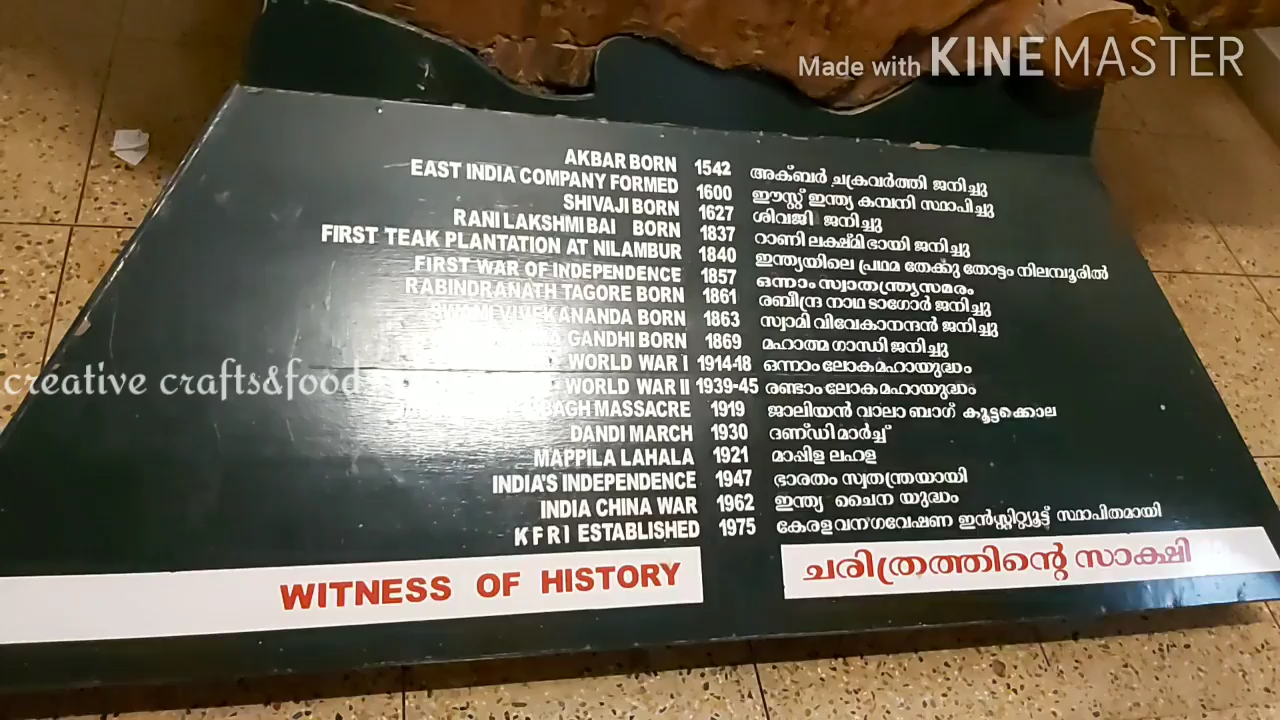 Made with KINEMASTER
AKBAR BORN 1542 അക്ബർ ചക്രവർത്തി ജനിച്ചു
EAST INDIA COMPANY FORMED 1600 ഈസ്റ്റ് ഇന്ത്യ കമ്പനി സ്ഥാപിച്ചു
SHIVAJI BORN 1627 ശിവജി ജനിച്ചു
RANI LAKSHMI BAI BORN 1837 റാണി ലക്ഷ്മി ഭായി ജനിച്ചു
FIRST TEAK PLANTATION AT NILAMBUR 1840 ഇന്ത്യയിലെ പ്രഥമ തേക്കു തോട്ടം നിലമ്പൂരിൽ
FIRST WAR OF INDEPENDENCE 1857 ഒന്നാം സ്വാതന്ത്ര്യസമരം
RABINDRANATH TAGORE BORN 1861 രബീന്ദ്ര നാഥ ടാഗോർ ജനിച്ചു
SWAMI VIVEKANANDA BORN 1863 സ്വാമി വിവേകാനന്ദൻ ജനിച്ചു
GANDHI BORN 1869 മഹാത്മ ഗാന്ധി ജനിച്ചു
WORLD WAR I 1914-18 ഒന്നാം ലോകമഹായുദ്ധം
WORLD WAR II 1939-45 രണ്ടാം ലോകമഹായുദ്ധം
creative crafts&food
MASSACRE 1919 ജാലിയൻ വാലാ ബാഗ് കൂട്ടക്കൊല
DANDI MARCH 1930 ദണ്ഡി മാർച്ച്
MAPPILA LAHALA 1921 മാപ്പിള ലഹള
INDIA'S INDEPENDENCE 1947 ഭാരതം സ്വതന്ത്രയായി
INDIA CHINA WAR 1962 ഇന്ത്യ ചൈന യുദ്ധം
K F R I ESTABLISHED 1975 കേരള വന ഗവേഷണ ഇൻസ്റ്റിറ്റ്യൂട്ട് സ്ഥാപിതമായി
WITNESS OF HISTORY ചരിത്രത്തിന്റെ സാക്ഷി